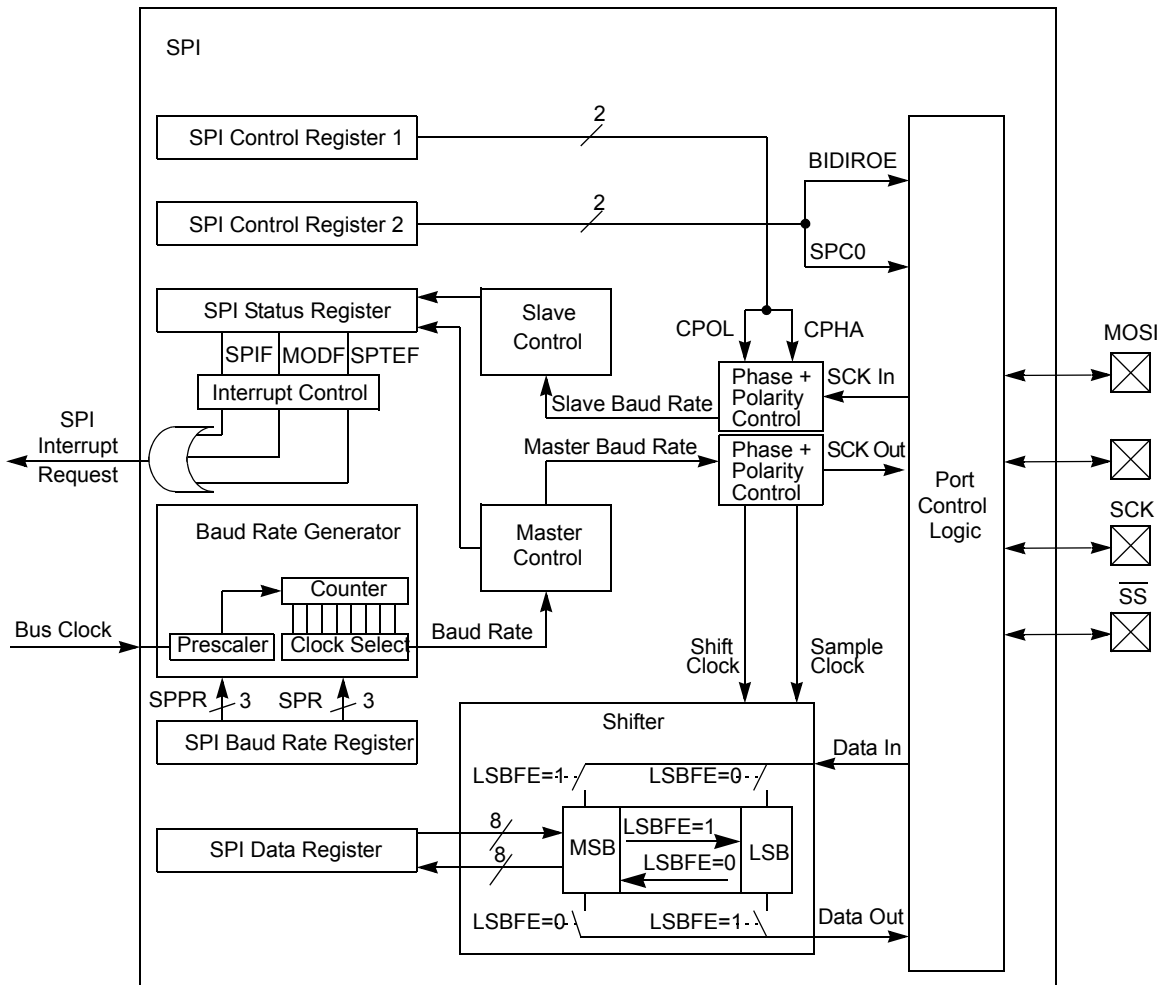 SPI
SPI Control Register 1
2
BIDIROE
SPI Control Register 2
2
SPC0
SPI Status Register
Slave
Control
CPOL
CPHA
MOSI
SPIF
MODF
SPTEF
Interrupt Control
Phase +
Polarity
Control
SCK In
Slave Baud Rate
SPI
Interrupt
Request
Master Baud Rate
Phase +
Polarity
Control
SCK Out
Port
Control
Logic
SCK
Baud Rate Generator
Master
Control
Counter
SS
Bus Clock
Prescaler
Clock Select
Baud Rate
Shift
Clock
Sample
Clock
SPPR
3
SPR
3
Shifter
SPI Baud Rate Register
Data In
LSBFE=1
LSBFE=0
8
MSB
LSBFE=1
LSB
SPI Data Register
8
LSBFE=0
LSBFE=0
LSBFE=1
Data Out